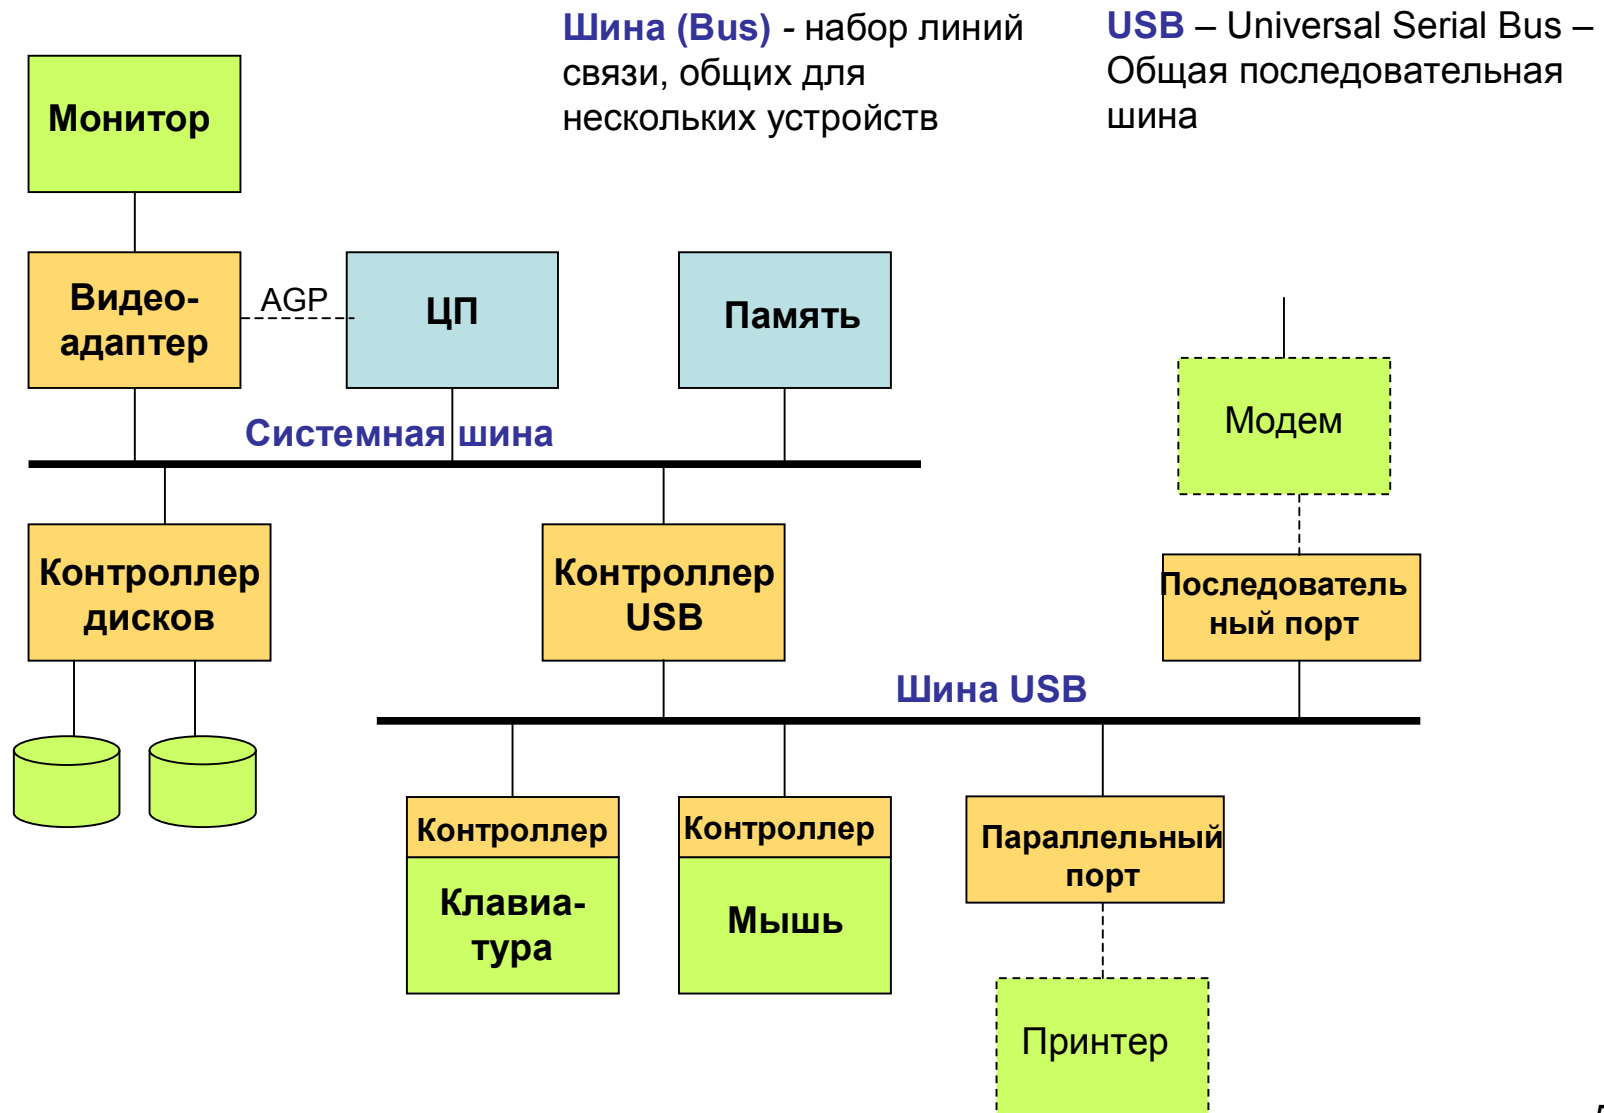 Шина (Bus) - набор линий
связи, общих для
нескольких устройств
USB – Universal Serial Bus –
Общая последовательная
шина
Монитор
Видео-
адаптер
AGP
ЦП
Память
Модем
Системная шина
Контроллер
дисков
Контроллер
USB
Последователь
ный порт
Шина USB
Контроллер
Клавиа-
тура
Контроллер
Мышь
Параллельный
порт
Принтер